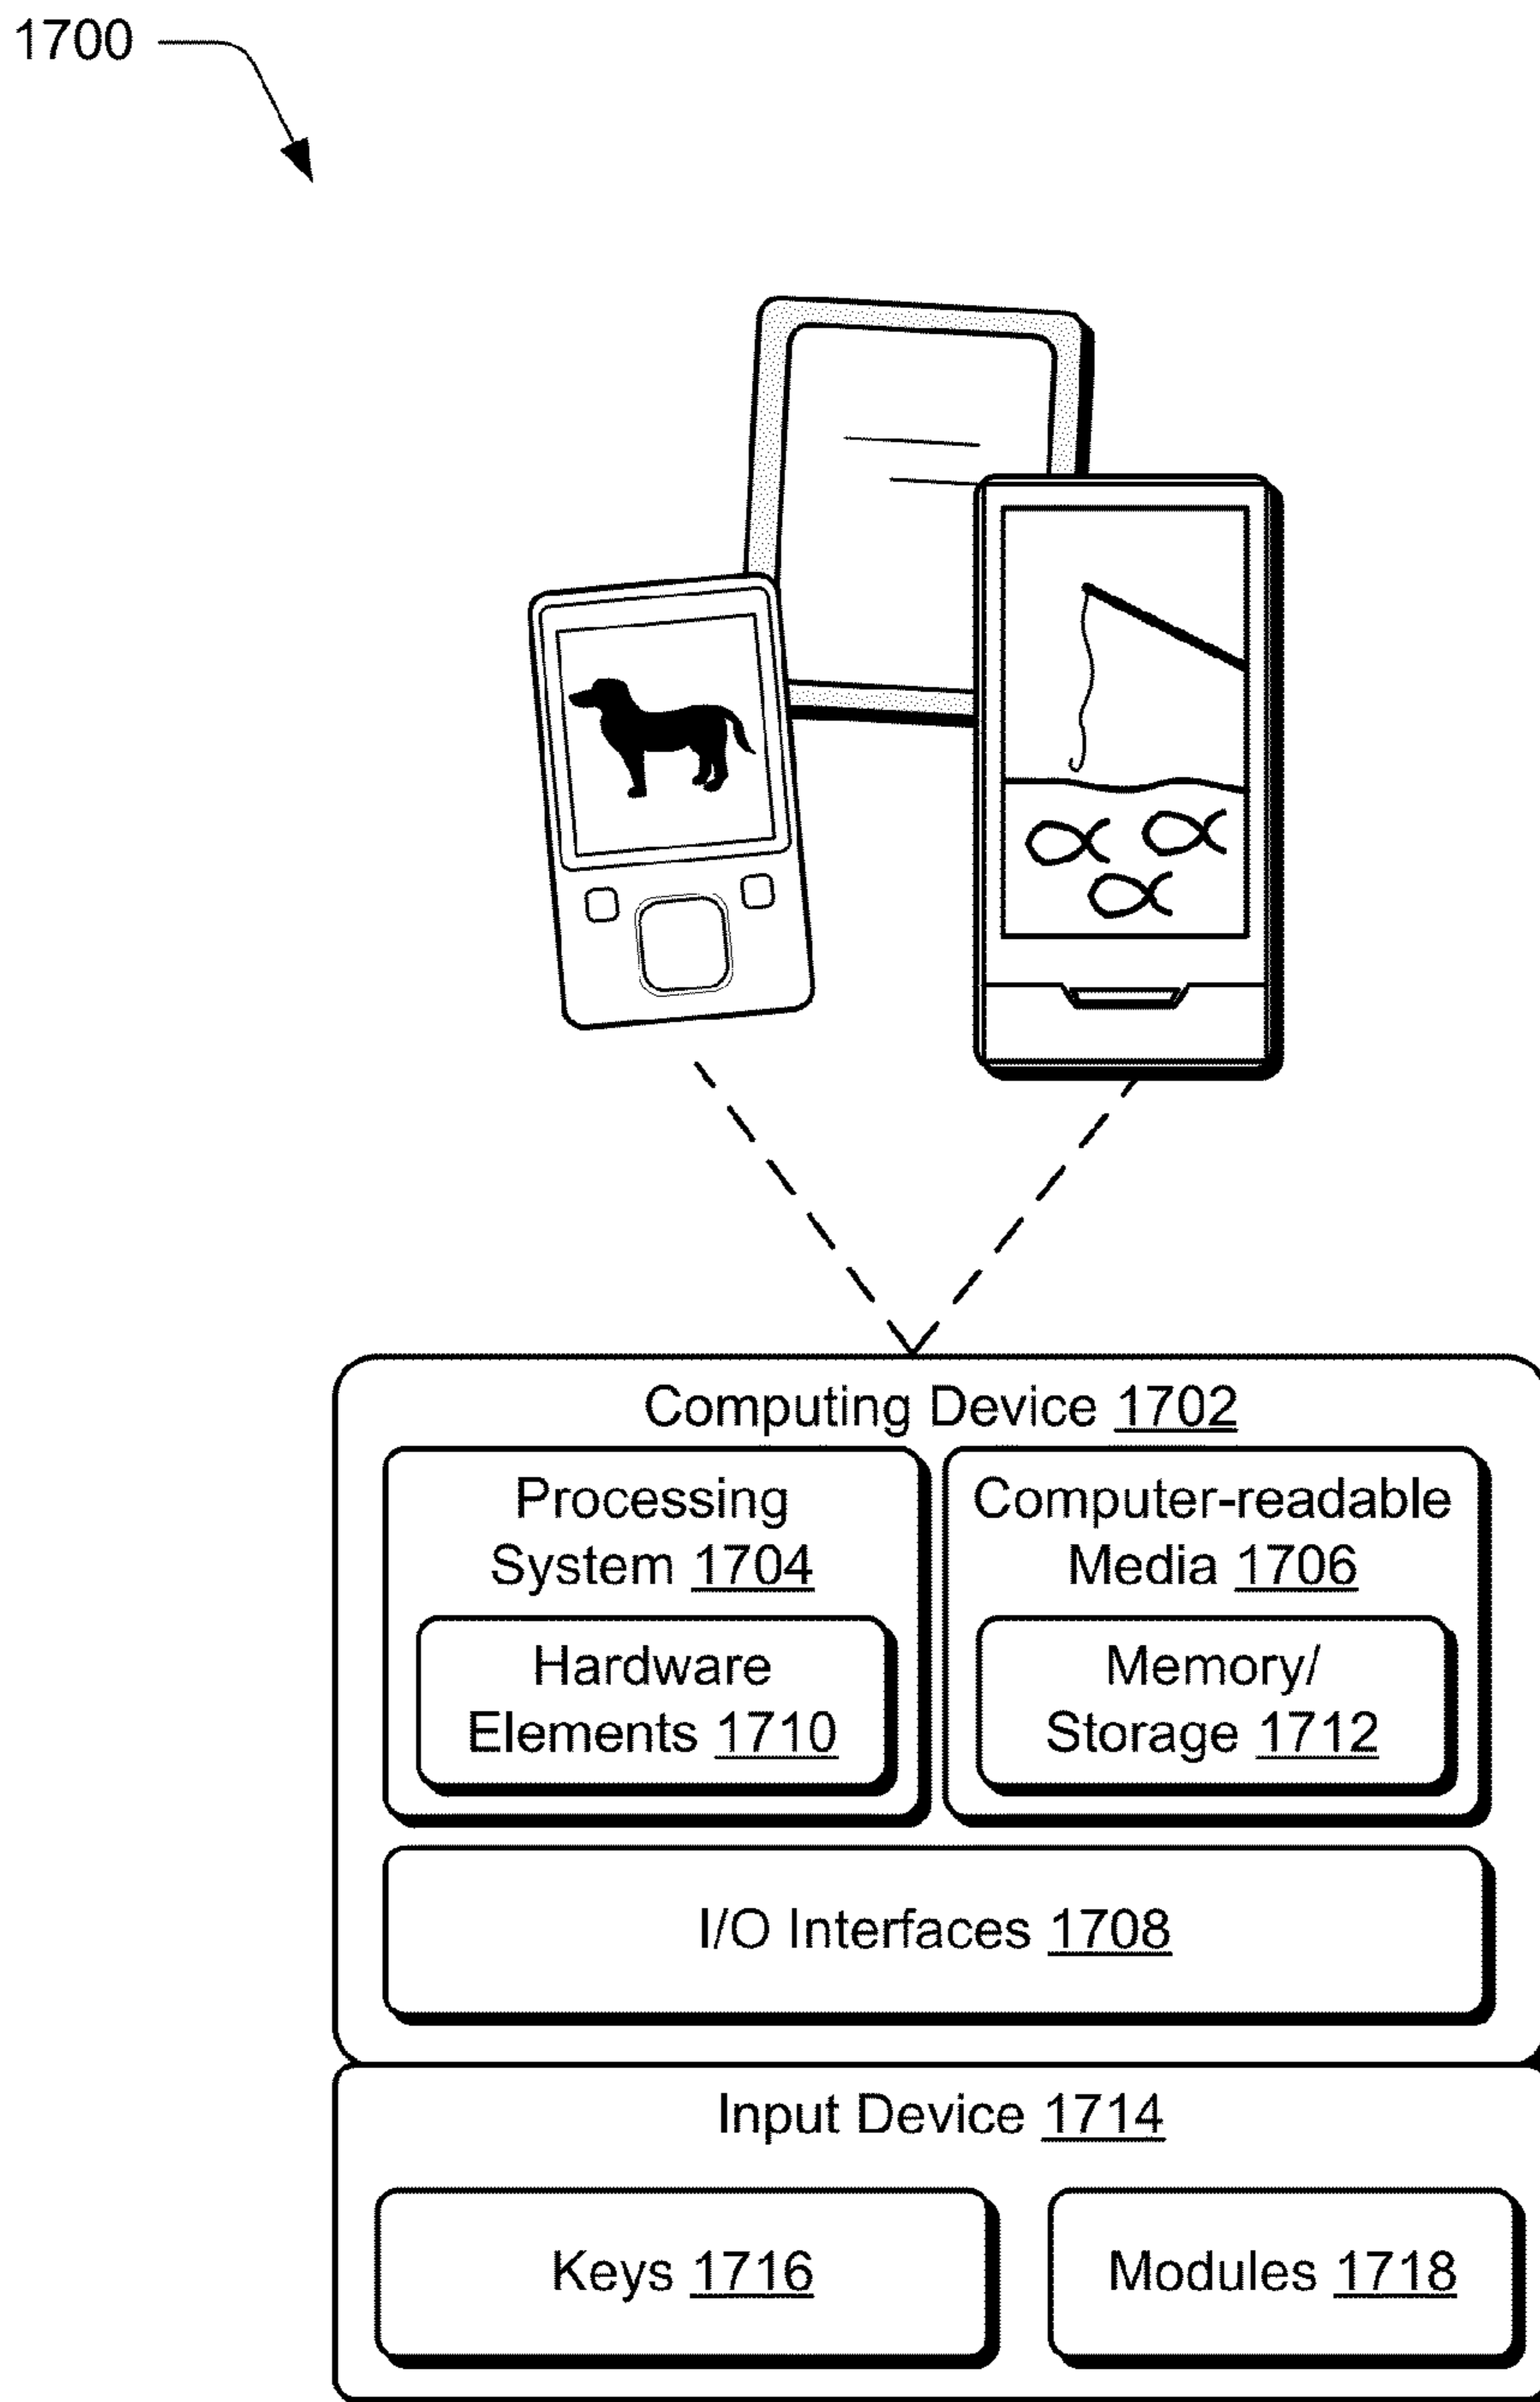 1700
Computing Device 1702
Processing
System 1704
Computer-readable
Media 1706
Hardware
Elements 1710
Memory/
Storage 1712
I/O Interfaces 1708
Input Device 1714
Keys 1716
Modules 1718